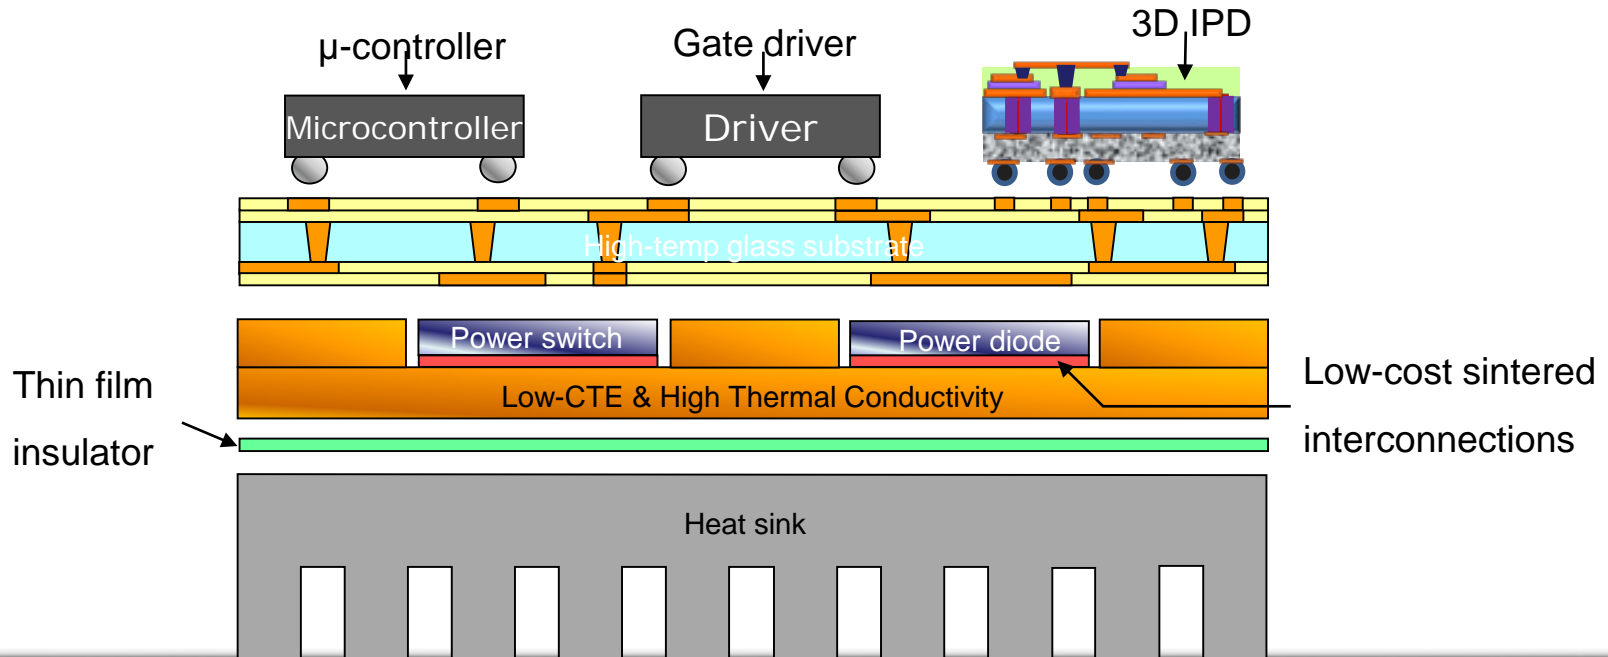 µ-controller
Gate driver
3D IPD
Microcontroller
Driver
High-temp glass substrate
Power switch
Power diode
Thin film
insulator
Low-CTE & High Thermal Conductivity
Low-cost sintered
interconnections
Heat sink